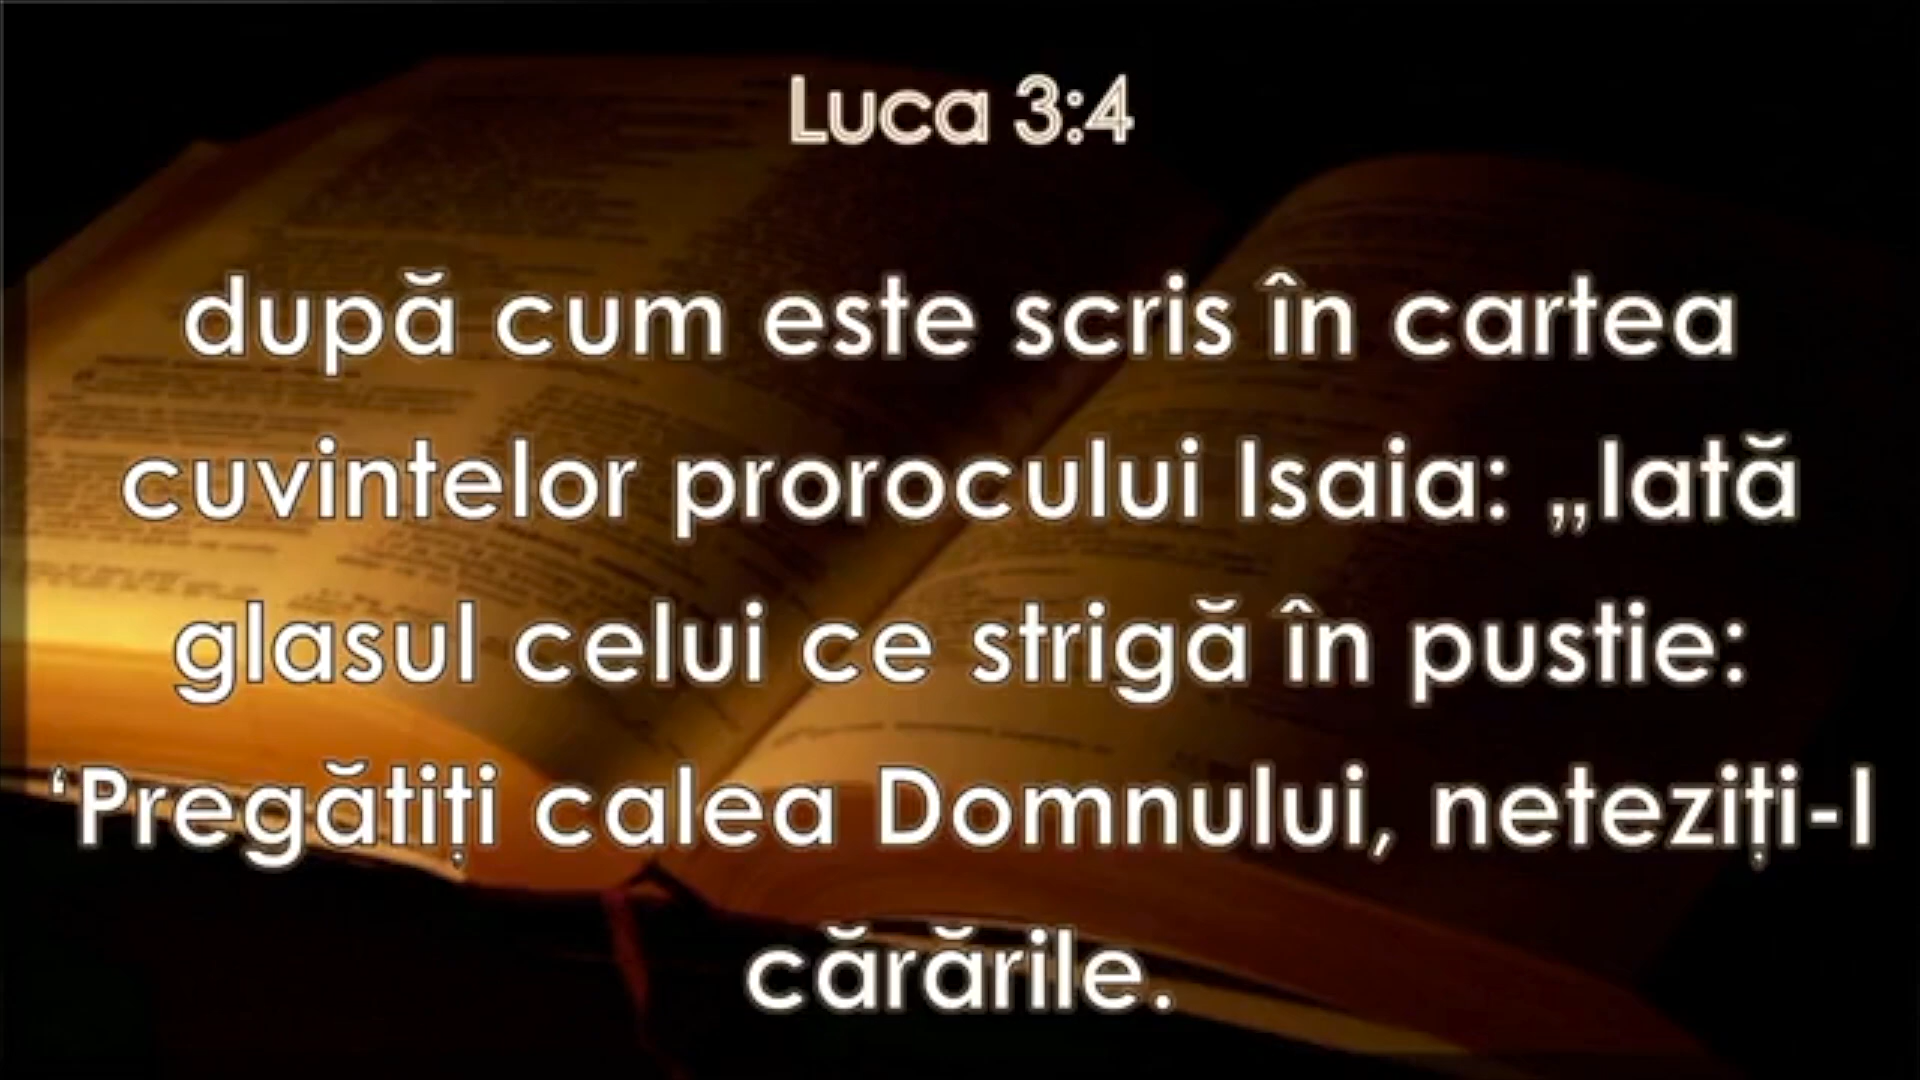 Luca 3:4
după cum este scris în cartea
cuvintelor prorocului Isaia: „Iată
glasul celui ce strigă în pustie:
‘Pregătiți calea Domnului, neteziți-I
cărările.